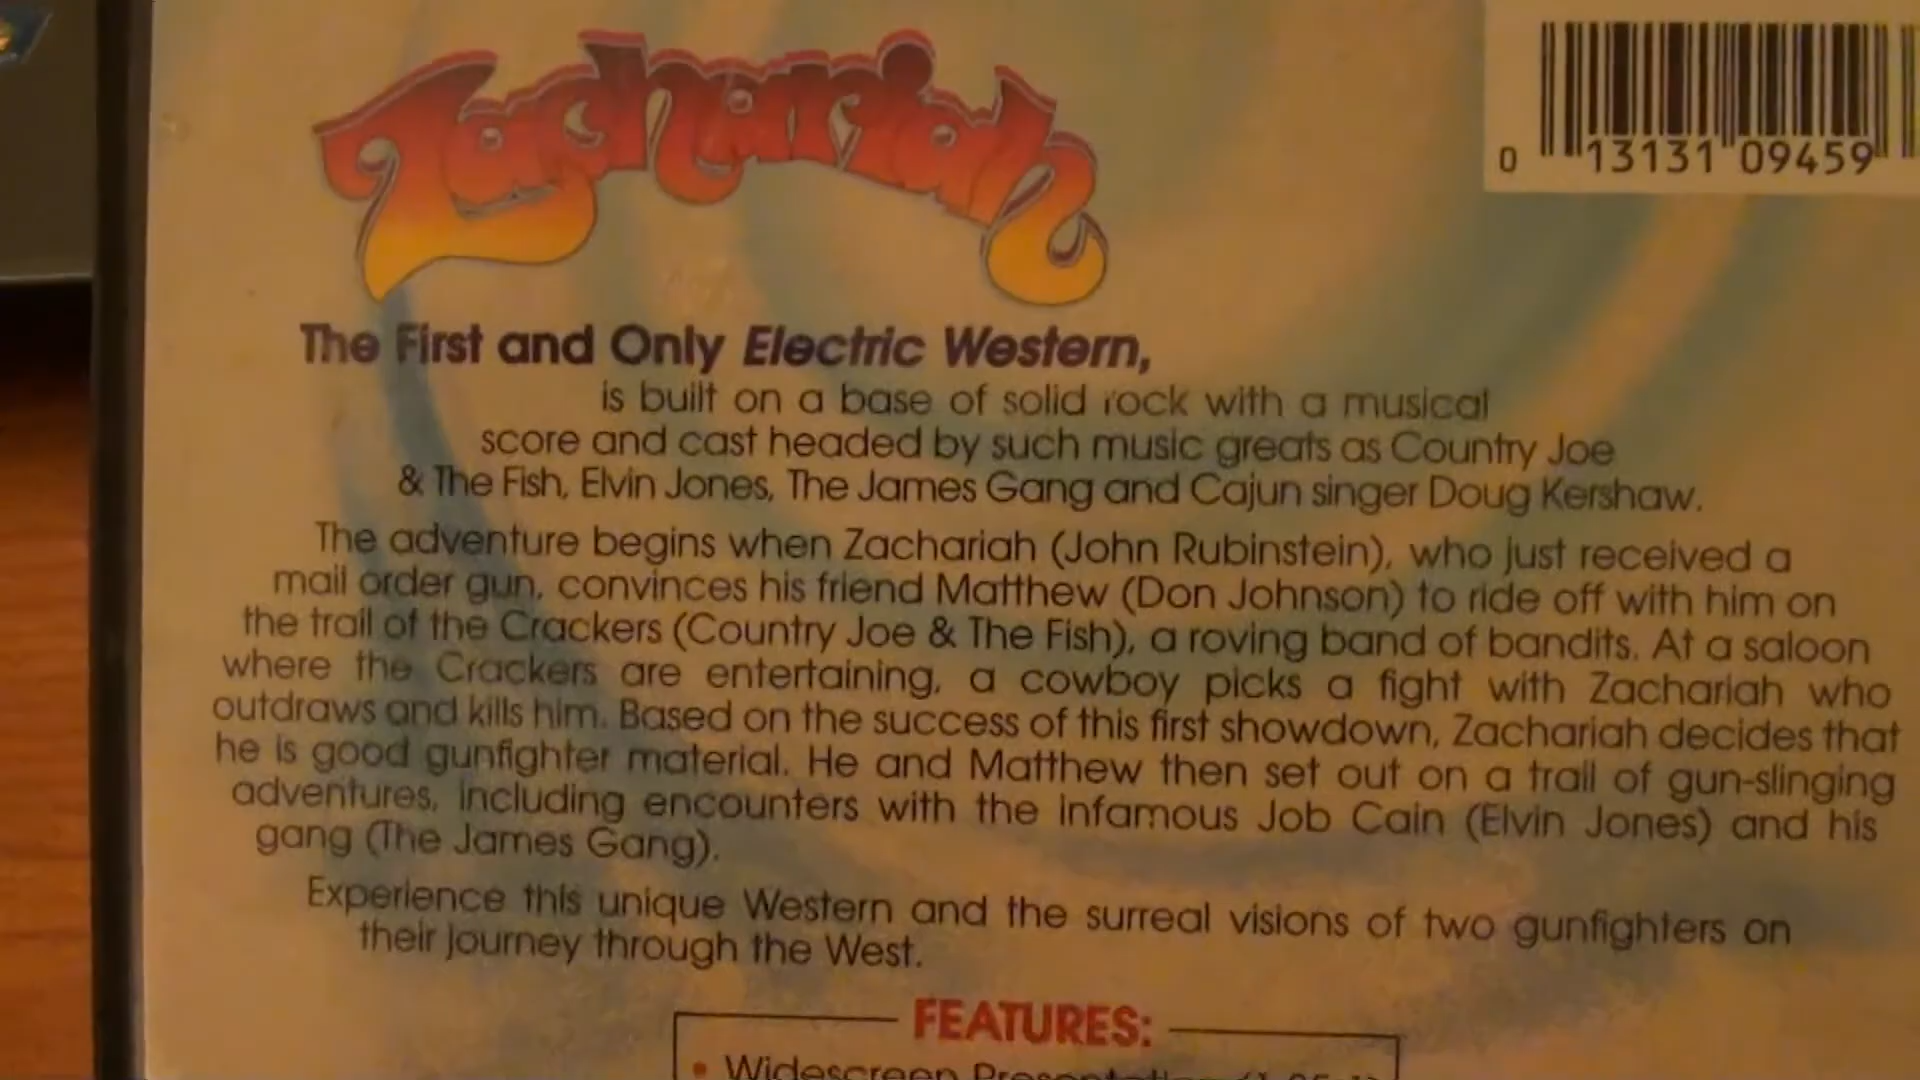 Zachariah
0 13131 09459
The First and Only Electric Western,
is built on a base of solid rock with a musical
score and cast headed by such music greats as Country Joe
& The Fish, Elvin Jones, The James Gang and Cajun singer Doug Kershaw.
The adventure begins when Zachariah (John Rubinstein), who just received a
mail order gun, convinces his friend Matthew (Don Johnson) to ride off with him on
the trail of the Crackers (Country Joe & The Fish), a roving band of bandits. At a saloon
where the Crackers are entertaining, a cowboy picks a fight with Zachariah who
outdraws and kills him. Based on the success of this first showdown, Zachariah decides that
he is good gunfighter material. He and Matthew then set out on a trail of gun-slinging
adventures, including encounters with the infamous Job Cain (Elvin Jones) and his
gang (The James Gang).
Experience this unique Western and the surreal visions of two gunfighters on
their journey through the West.
FEATURES:
• Widescreen Presentation